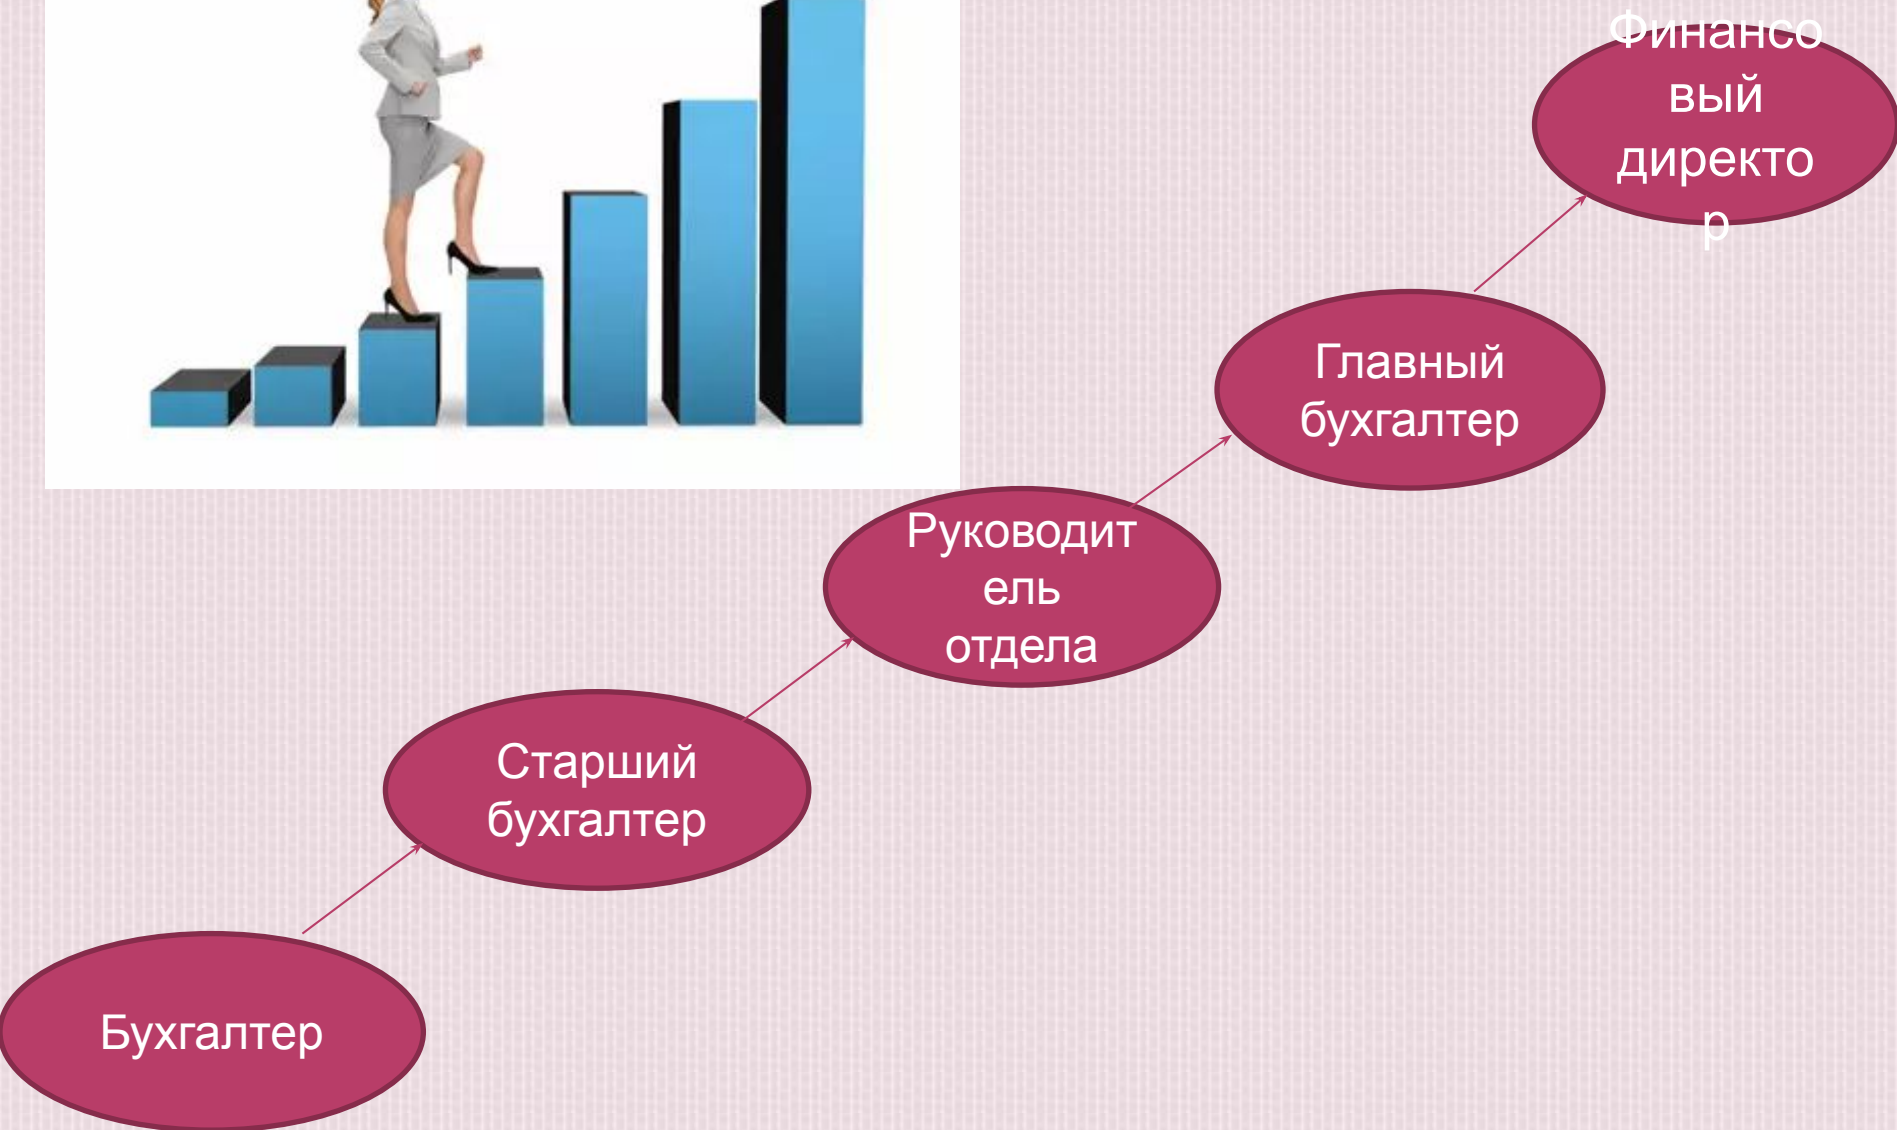 Финансо
вый
директо
р
Главный
бухгалтер
Руководит
ель
отдела
Старший
бухгалтер
Бухгалтер